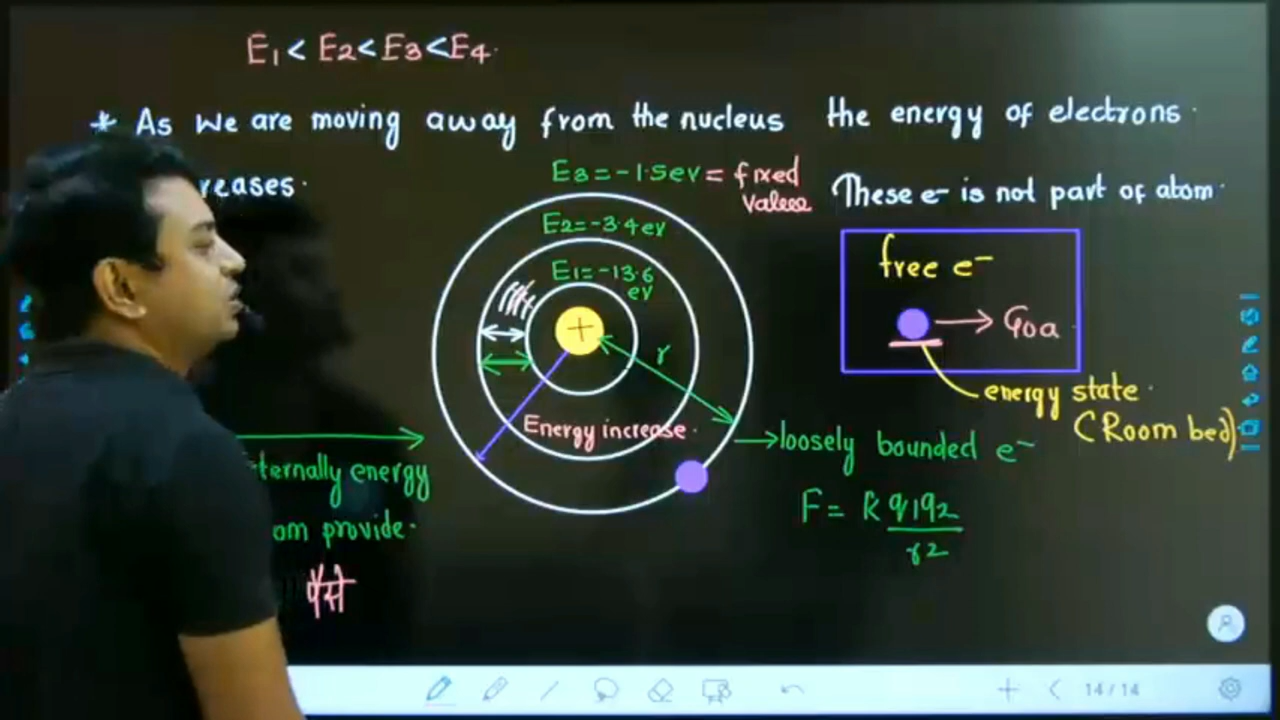 E1 < E2 < E3 < E4.
* As we are moving away from the nucleus the energy of electrons.
reases.
E3 = -1.5ev = fixed
value
These e- is not part of atom.
E2 = -3.4ev
E1 = -13.6
ev
free e-
→ Goa
r
energy state.
(Room bed)
Energy increase.
→ loosely bounded e-
ternally energy
om provide.
F = k q1q2
r2
14 / 14